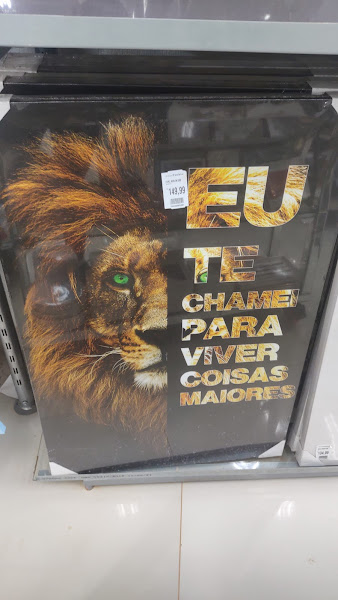 149,99
EU
TE
CHAMEI
PARA
VIVER
COISAS
MAIORES